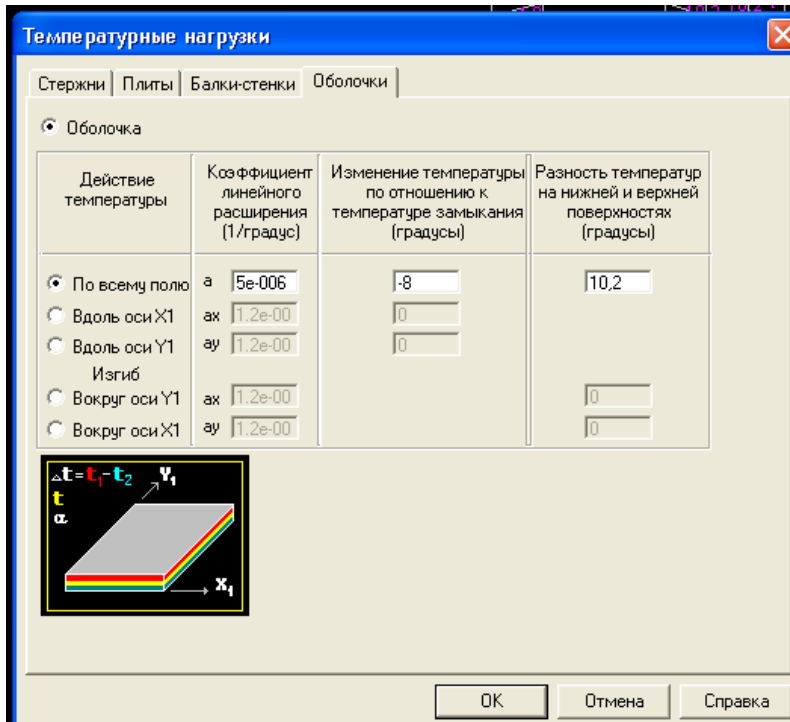 Температурные нагрузки
Стержни Плиты Балки-стенки Оболочки
Оболочка
Действие температуры
Коэффициент линейного расширения (1/градус)
Изменение температуры по отношению к температуре замыкания (градусы)
Разность температур на нижней и верхней поверхностях (градусы)
По всему полю a 5e-006 -8 10,2
Вдоль оси X1 ax 1.2e-00 0
Вдоль оси Y1 ay 1.2e-00 0
Изгиб
Вокруг оси Y1 ax 1.2e-00 0
Вокруг оси X1 ay 1.2e-00 0
Δt=t1-t2 Y1
t
α
X1
OK Отмена Справка